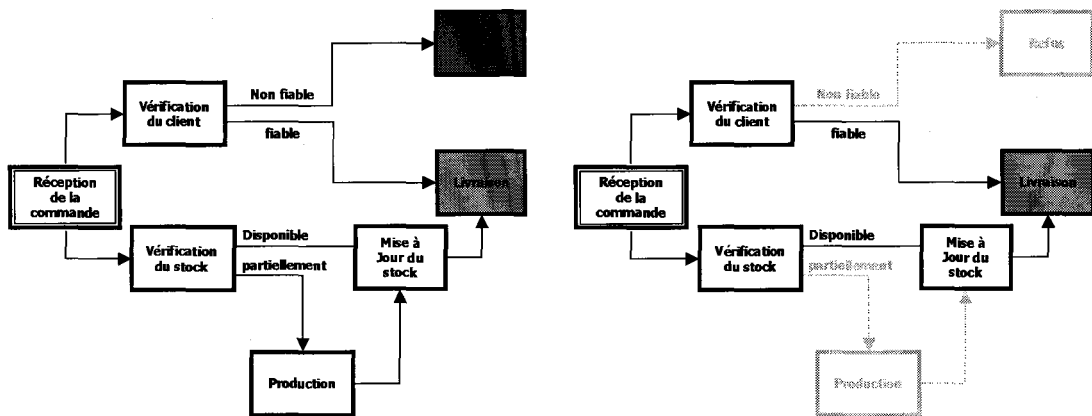 Non fiable
Vérification
du client
fiable
Réception
de la
commande
Livraison
Vérification
du stock
Disponible
partiellement
Mise à
Jour du
stock
Production
Refus
Non fiable
Vérification
du client
fiable
Réception
de la
commande
Livraison
Vérification
du stock
Disponible
partiellement
Mise à
Jour du
stock
Production